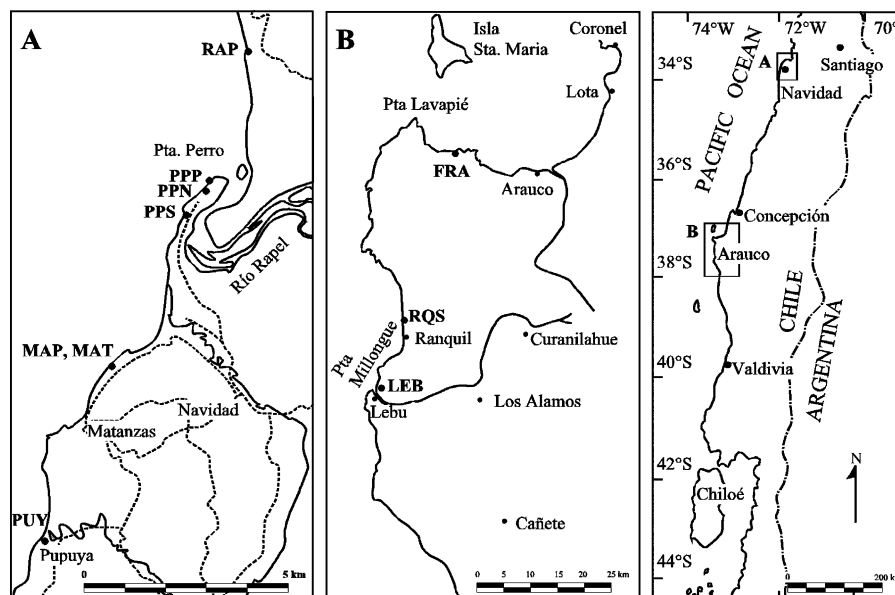 A
RAP
Pta. Perro
PPP
PPN
PPS
Río Rapel
MAP, MAT
Navidad
Matanzas
PUY
Pupuya
0 5 km
B
Isla
Sta. Maria
Coronel
Lota
Pta Lavapié
FRA
Arauco
RQS
Ranquil
Pta
Millongue
Curanilahue
LEB
Lebu
Los Alamos
Cañete
0 5 10 15 20 25 km
74°W 72°W 70°
34°S
A
Santiago
Navidad
PACIFIC OCEAN
36°S
Concepción
B
Arauco
38°S
CHILE
ARGENTINA
40°S
Valdivia
42°S
N
Chiloé
44°S
0 200 k